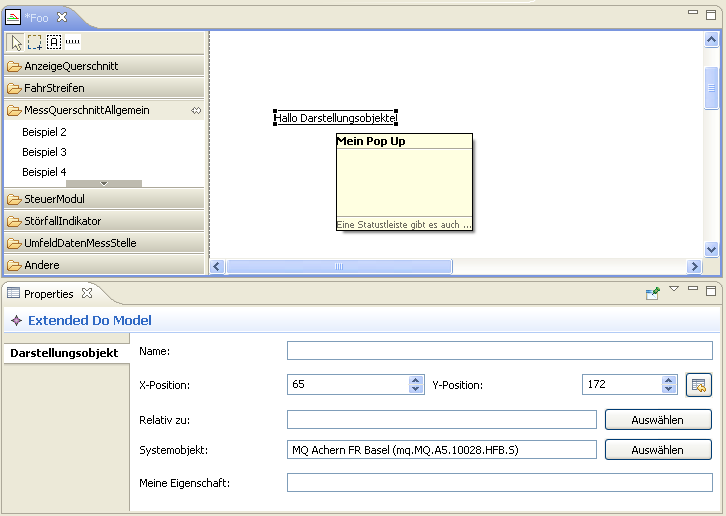 *Foo
AnzeigeQuerschnitt
FahrStreifen
MessQuerschnittAllgemein
Beispiel 2
Beispiel 3
Beispiel 4
SteuerModul
StörfallIndikator
UmfeldDatenMessStelle
Andere
Hallo Darstellungsobjekte!
Mein Pop Up
Eine Statustleiste gibt es auch ...
Properties
Extended Do Model
Darstellungsobjekt
Name:
X-Position: 65 Y-Position: 172
Relativ zu: Auswählen
Systemobjekt: MQ Achern FR Basel (mq.MQ.A5.10028.HFB.S) Auswählen
Meine Eigenschaft: